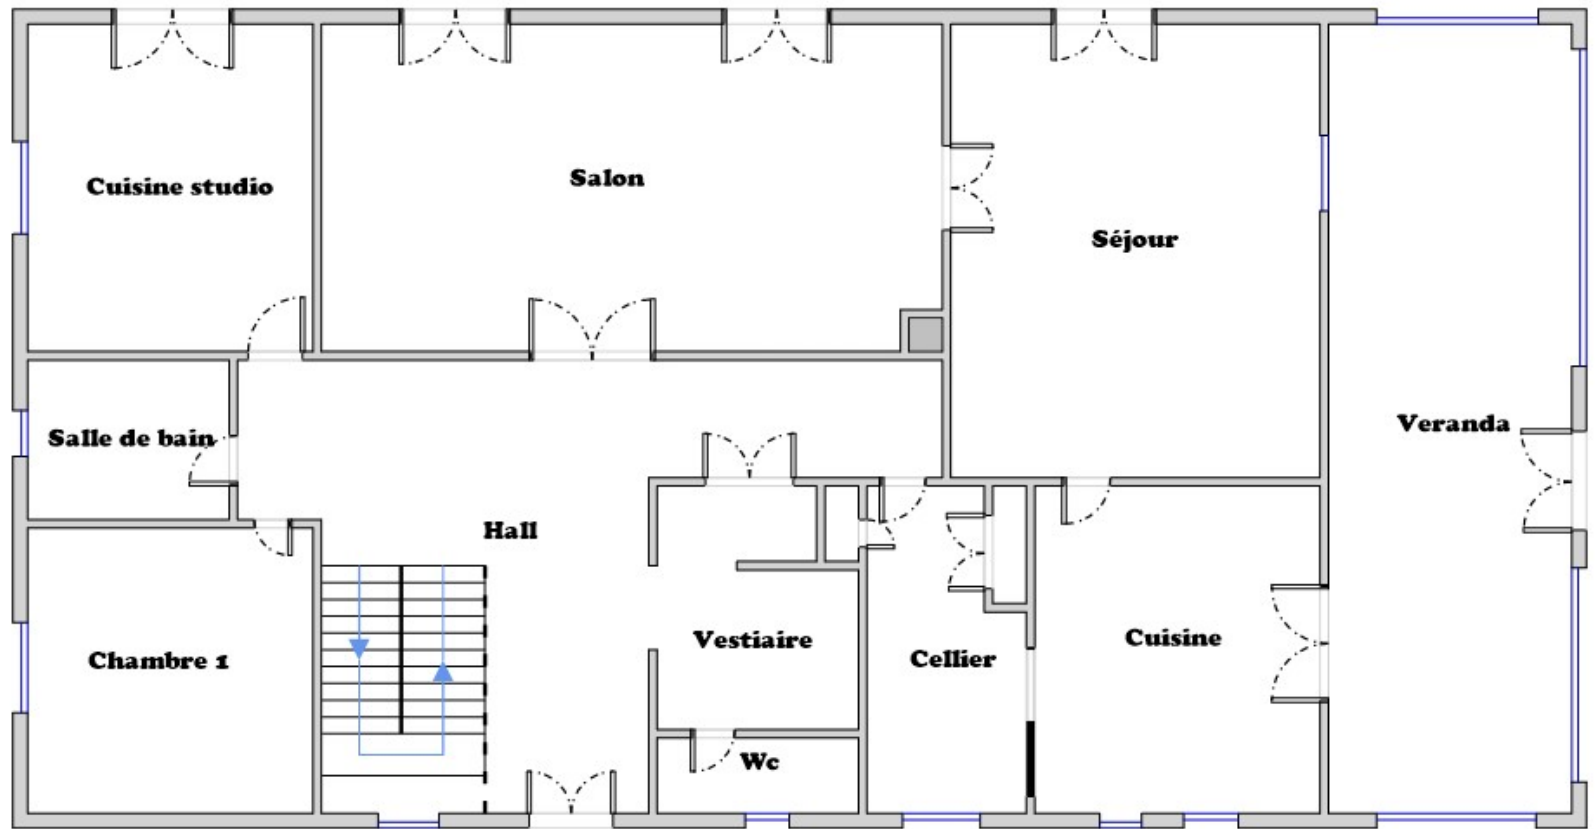 Salon
Cuisine studio
Séjour
Veranda
Salle de bain
Hall
Cuisine
Vestiaire
Cellier
Chambre 1
Wc